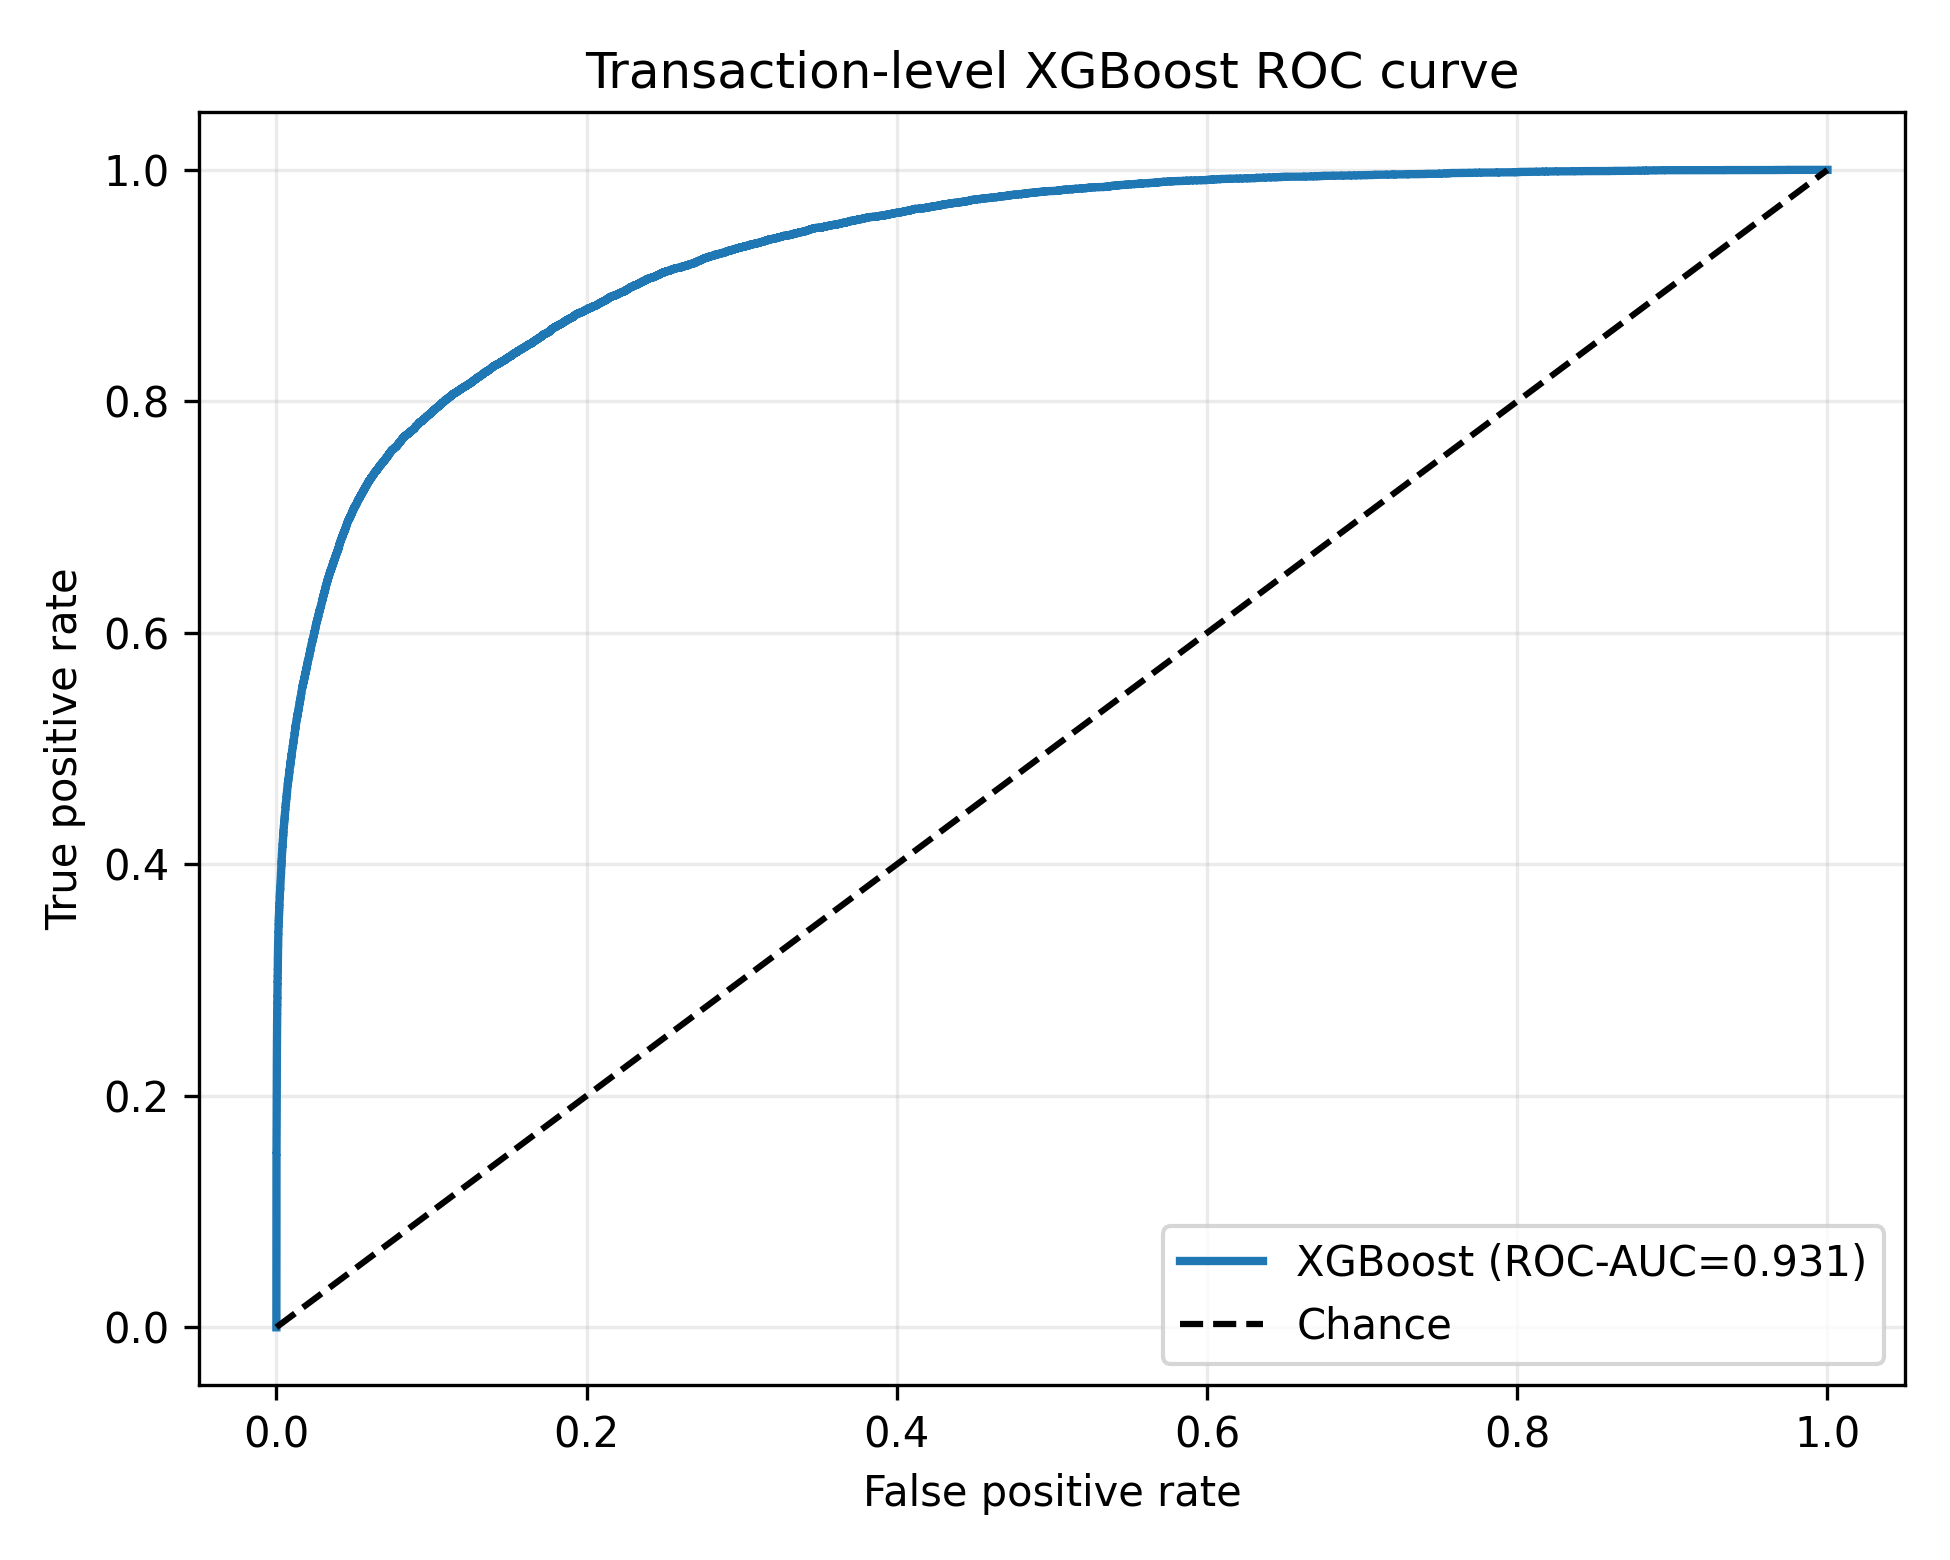 Transaction-level XGBoost ROC curve
1.0
0.8
0.6
0.4
0.2
0.0
True positive rate
XGBoost (ROC-AUC=0.931)
Chance
0.0 0.2 0.4 0.6 0.8 1.0
False positive rate